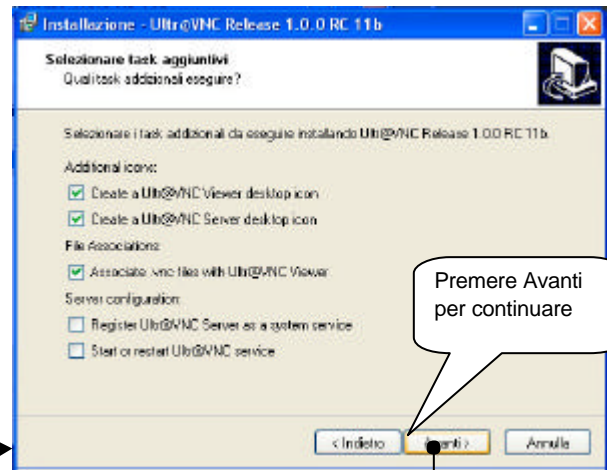 Installazione - Ultr@VNC Release 1.0.0 RC 11b
Selezionare task aggiuntivi
Quali task addizionali eseguire?
Selezionare i task addizionali da eseguire installando Ultr@VNC Release 1.0.0 RC 11b.
Additional icons:
Create a Ultr@VNC Viewer desktop icon
Create a Ultr@VNC Server desktop icon
File Associations:
Associate .vnc files with Ultr@VNC Viewer
Premere Avanti
per continuare
Server configuration:
Register Ultr@VNC Server as a system service
Start or restart Ultr@VNC service
< Indietro
Avanti >
Annulla